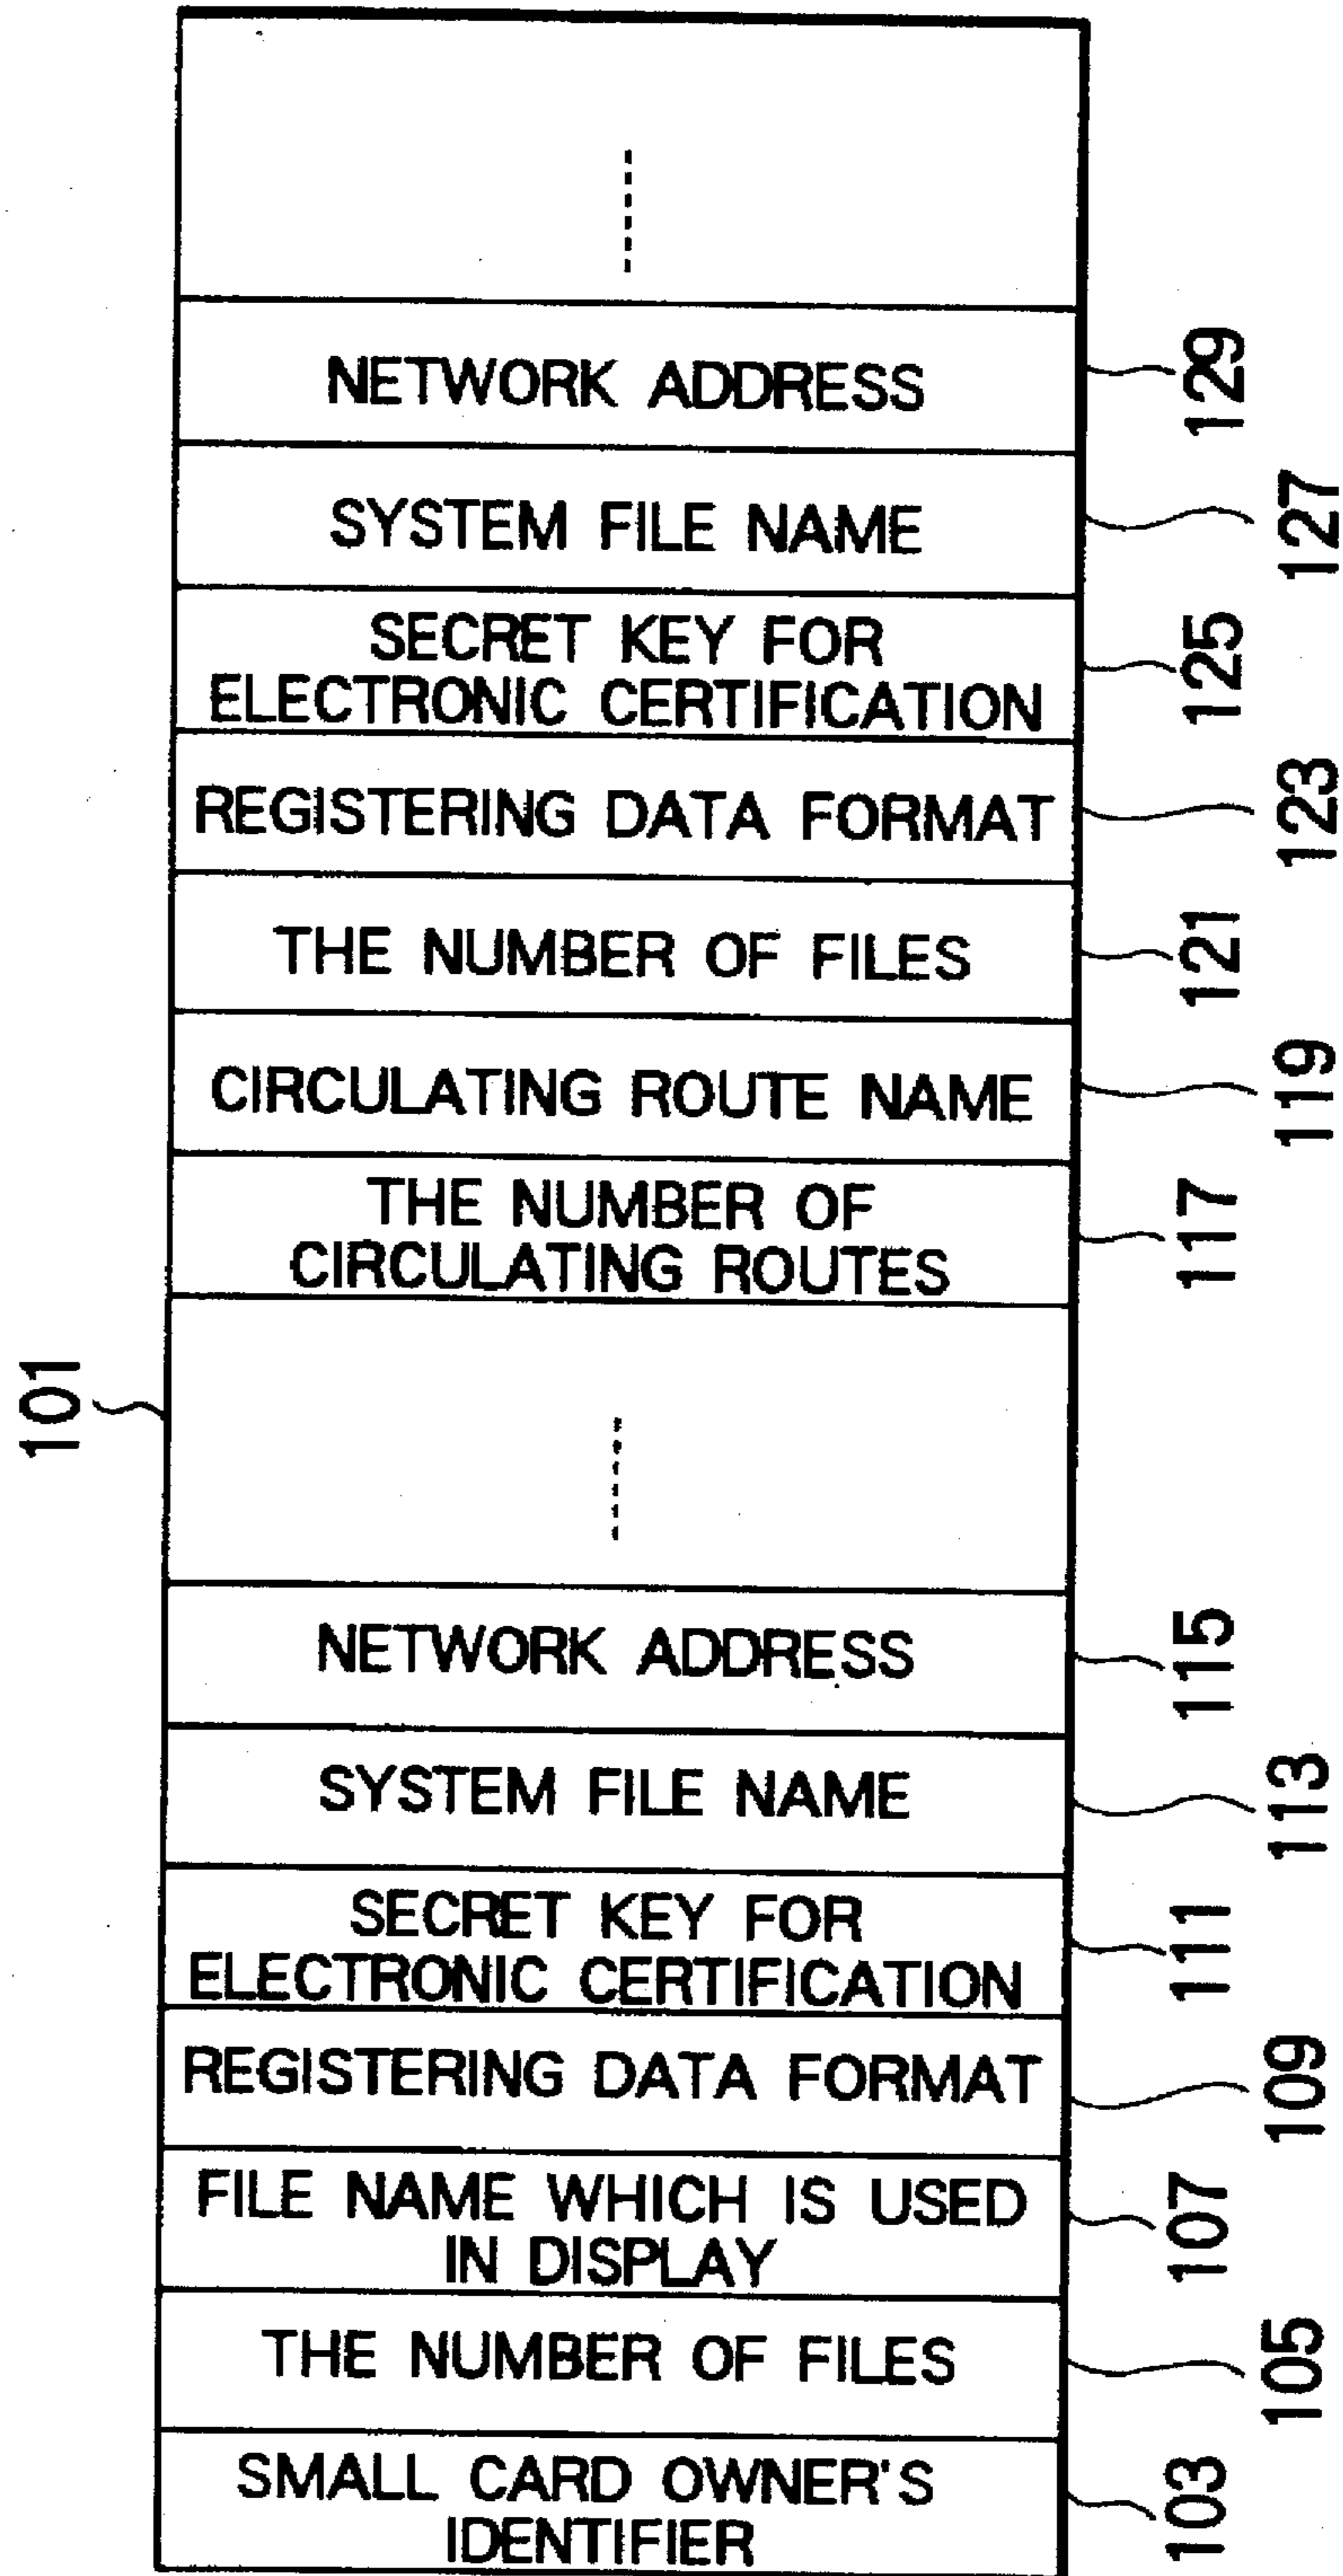 NETWORK ADDRESS
129
SYSTEM FILE NAME
127
SECRET KEY FOR
ELECTRONIC CERTIFICATION
125
REGISTERING DATA FORMAT
123
THE NUMBER OF FILES
121
CIRCULATING ROUTE NAME
119
THE NUMBER OF
CIRCULATING ROUTES
117
101
NETWORK ADDRESS
115
SYSTEM FILE NAME
113
SECRET KEY FOR
ELECTRONIC CERTIFICATION
111
REGISTERING DATA FORMAT
109
FILE NAME WHICH IS USED
IN DISPLAY
107
THE NUMBER OF FILES
105
SMALL CARD OWNER'S
IDENTIFIER
103